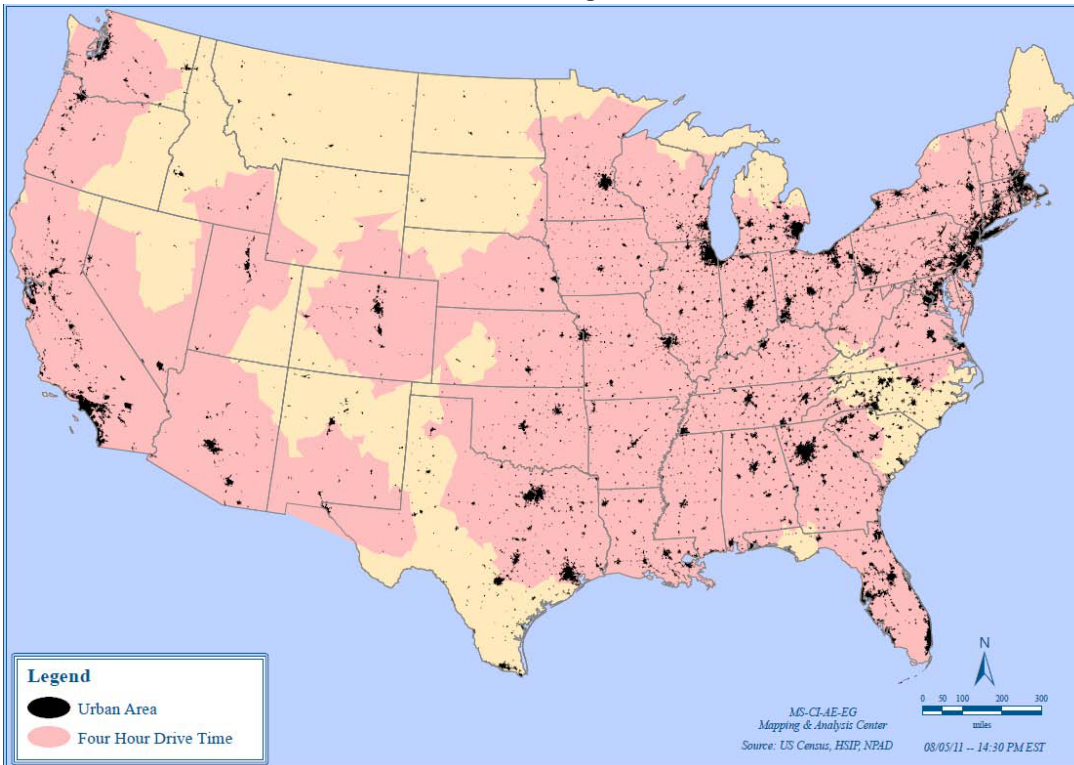 Legend
Urban Area
Four Hour Drive Time
N
0 50 100 200 300
miles
MS-CI-AE-EG
Mapping & Analysis Center
Source: US Census, HSIP, NPAD
08/05/11 -- 14:30 PM EST